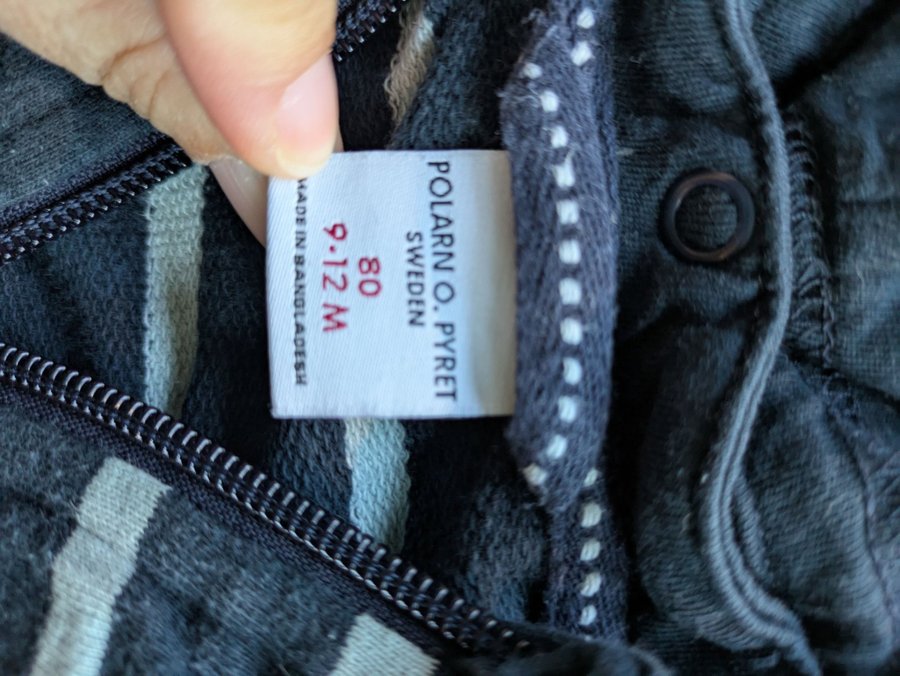 POLARN O. PYRET
SWEDEN
80
9-12 M
MADE IN BANGLADESH